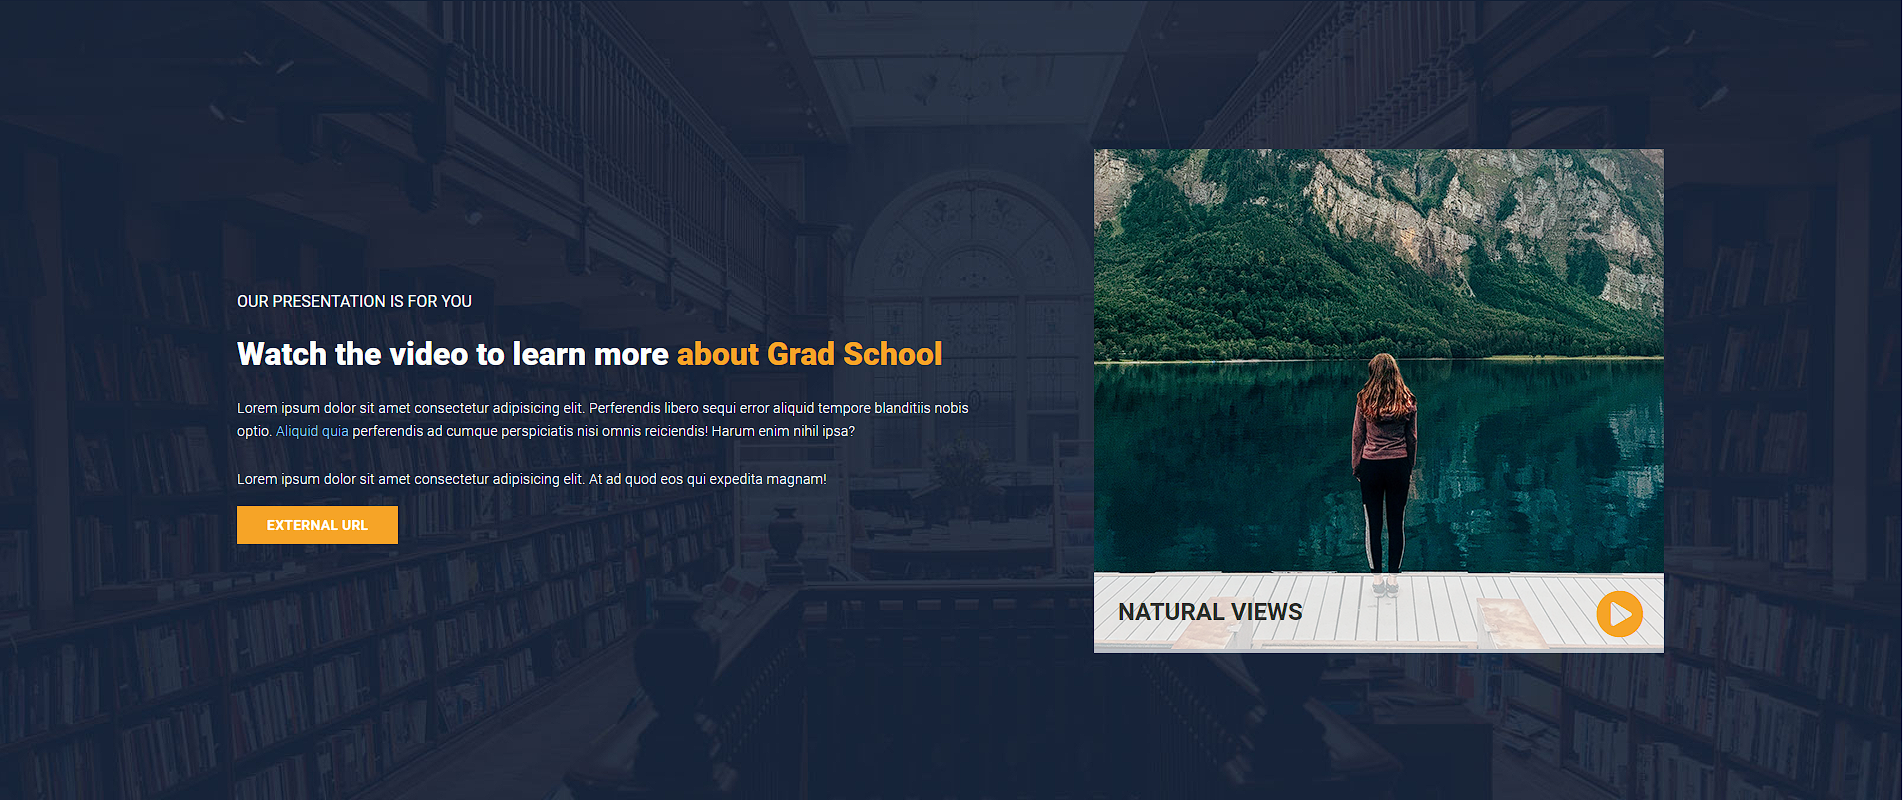 OUR PRESENTATION IS FOR YOU
Watch the video to learn more about Grad School
Lorem ipsum dolor sit amet consectetur adipisicing elit. Perferendis libero sequi error aliquid tempore blanditiis nobis
optio. Aliquid quia perferendis ad cumque perspiciatis nisi omnis reiciendis! Harum enim nihil ipsa?
Lorem ipsum dolor sit amet consectetur adipisicing elit. At ad quod eos qui expedita magnam!
EXTERNAL URL
NATURAL VIEWS